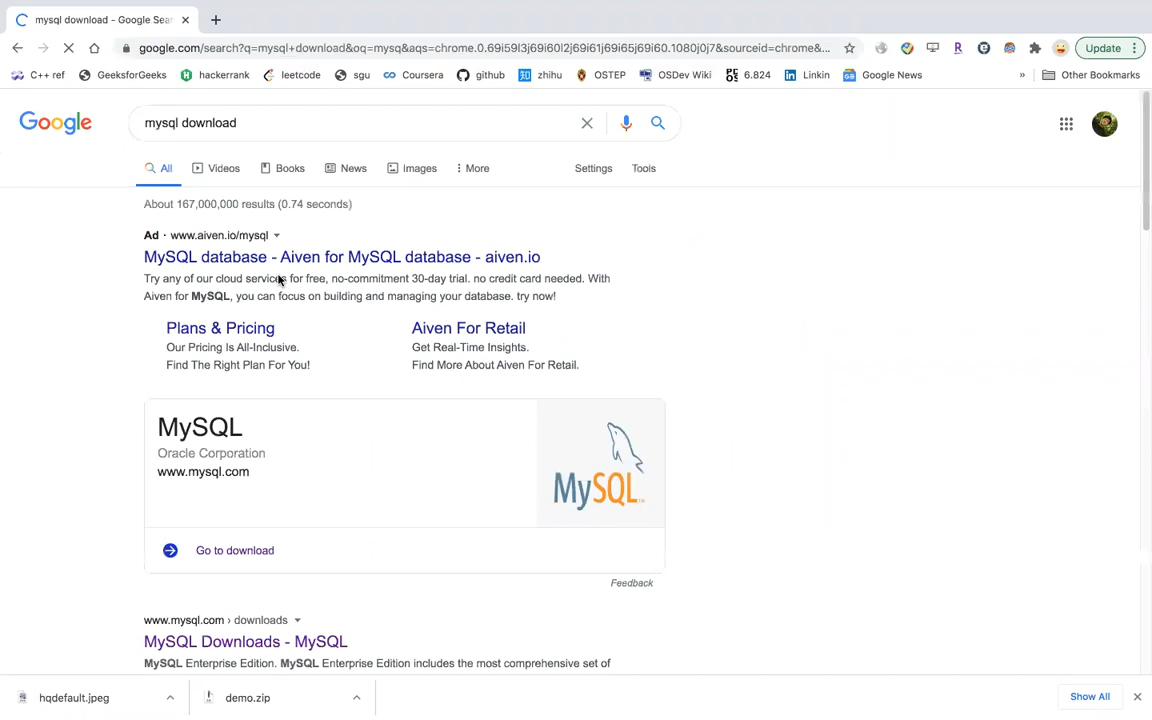 mysql download - Google Sear
google.com/search?q=mysql+download&oq=mysq&aqs=chrome.0.69i59l3j69i60l2j69i61j69i65j69i60.1080j0j7&sourceid=chrome&...
Update
C++ ref GeeksforGeeks hackerrank leetcode sgu Coursera github zhihu OSTEP OSDev Wiki 6.824 Linkin Google News » Other Bookmarks
Google
mysql download
All Videos Books News Images More Settings Tools
About 167,000,000 results (0.74 seconds)
Ad · www.aiven.io/mysql
MySQL database - Aiven for MySQL database - aiven.io
Try any of our cloud services for free, no-commitment 30-day trial. no credit card needed. With
Aiven for MySQL, you can focus on building and managing your database. try now!
Plans & Pricing
Our Pricing Is All-Inclusive.
Find The Right Plan For You!
Aiven For Retail
Get Real-Time Insights.
Find More About Aiven For Retail.
MySQL
Oracle Corporation
www.mysql.com
MySQL
Go to download
Feedback
www.mysql.com › downloads
MySQL Downloads - MySQL
MySQL Enterprise Edition. MySQL Enterprise Edition includes the most comprehensive set of
hqdefault.jpeg demo.zip Show All